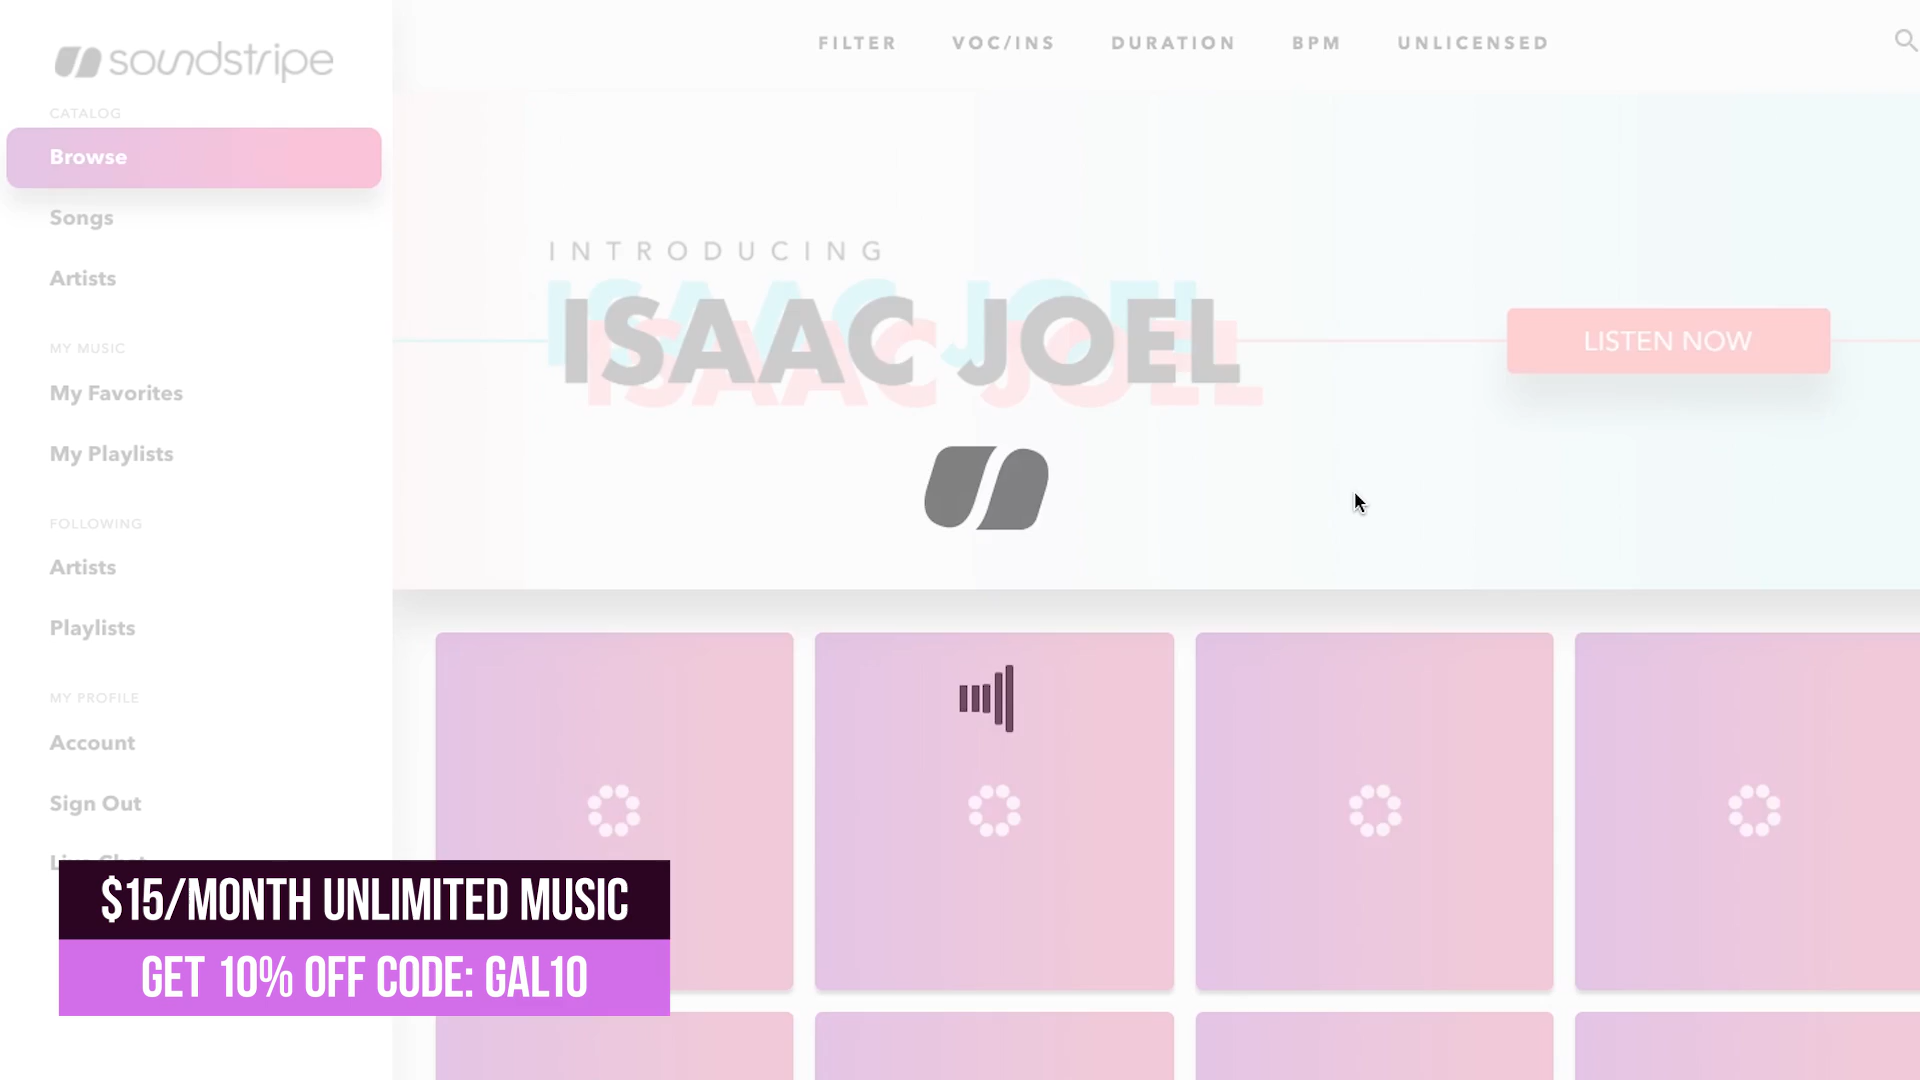 soundstripe
CATALOG
Browse
Songs
Artists
MY MUSIC
My Favorites
My Playlists
FOLLOWING
Artists
Playlists
MY PROFILE
Account
Sign Out
Live Chat
FILTER
VOC/INS
DURATION
BPM
UNLICENSED
INTRODUCING
ISAAC JOEL
LISTEN NOW
$15/MONTH UNLIMITED MUSIC
GET 10% OFF CODE: GAL10